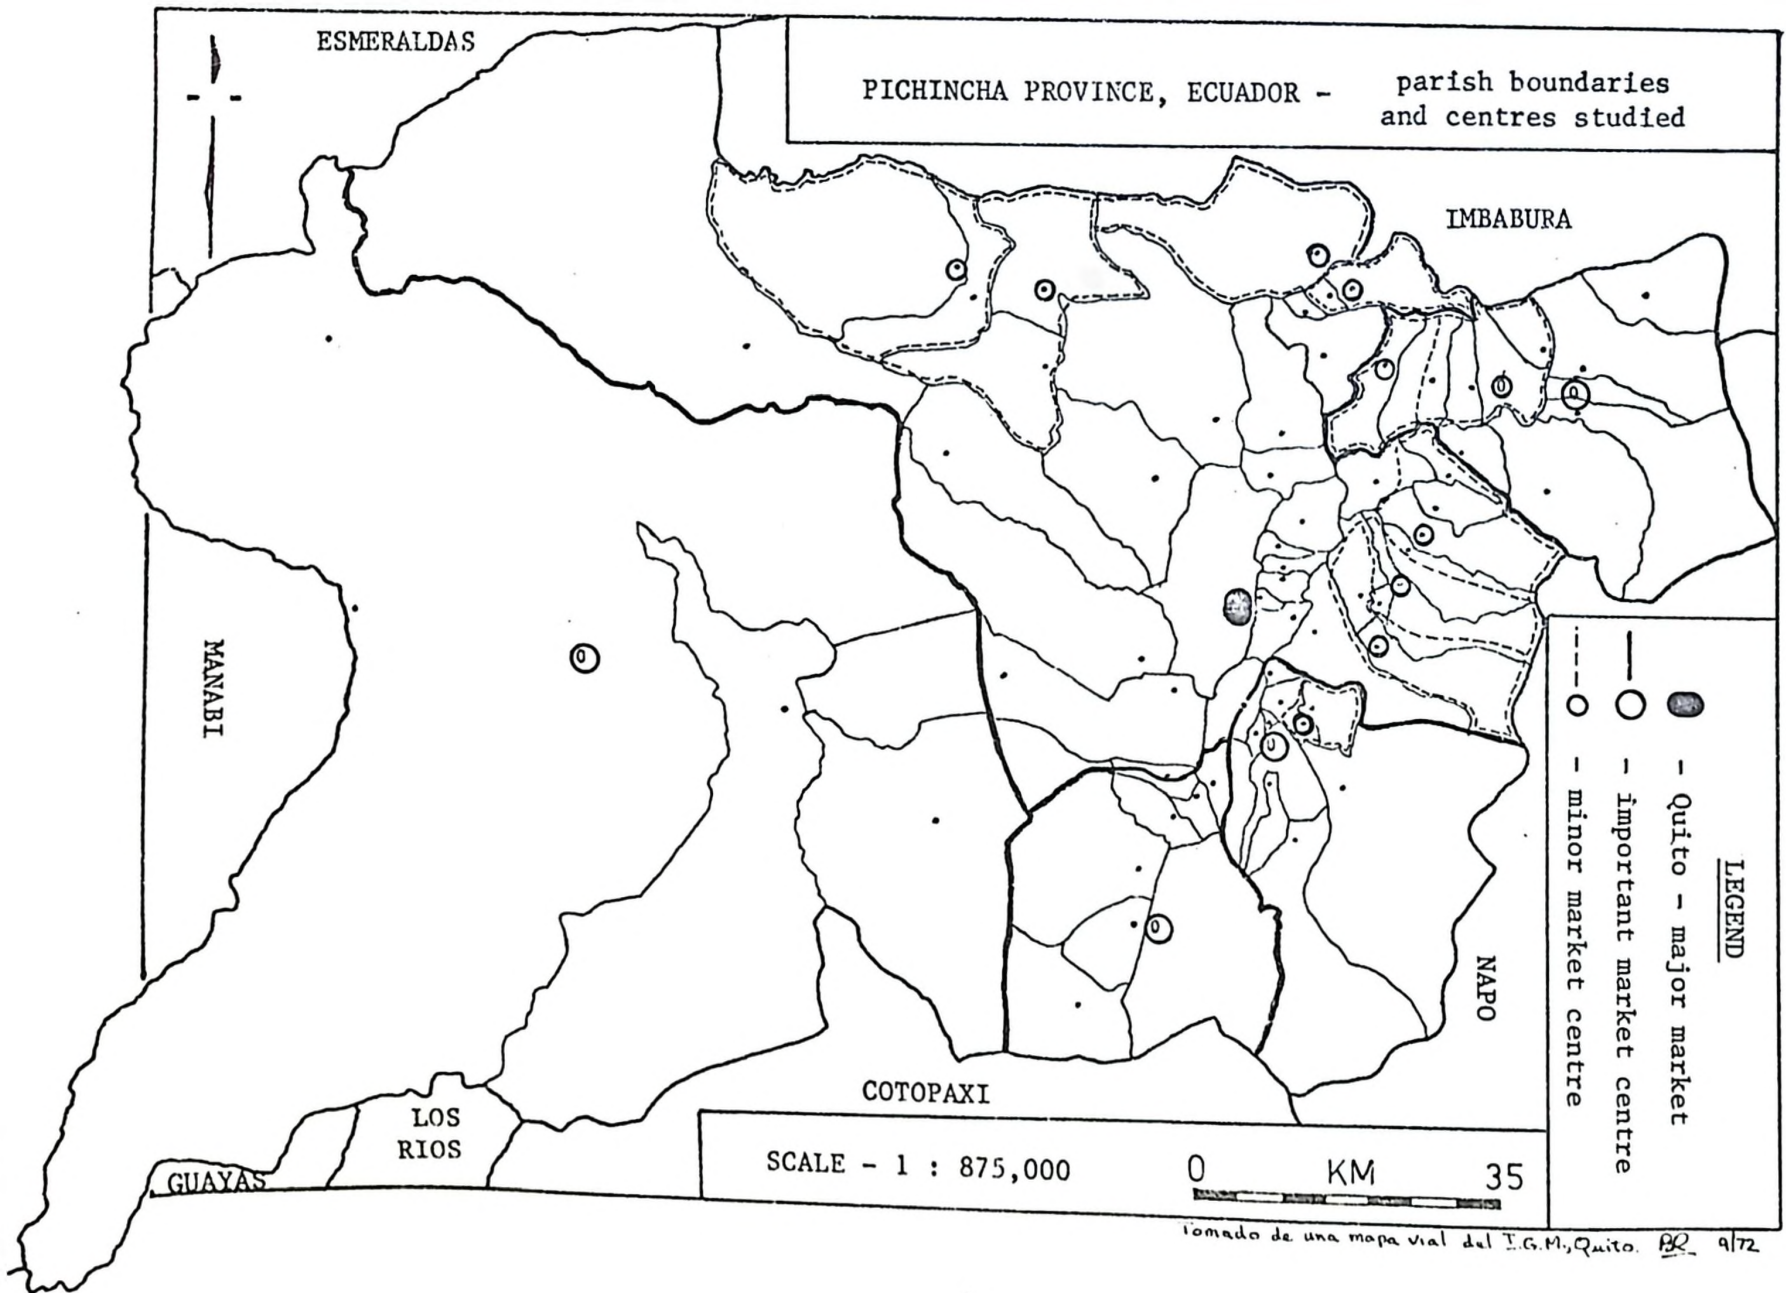 ESMERALDAS
PICHINCHA PROVINCE, ECUADOR - parish boundaries
and centres studied
IMBABURA
MANABI
LEGEND
- Quito - major market
- important market centre
- minor market centre
NAPO
COTOPAXI
LOS
RIOS
GUAYAS
SCALE - 1 : 875,000
0 KM 35
Tomado de una mapa vial del I.G.M., Quito. BR 9/72